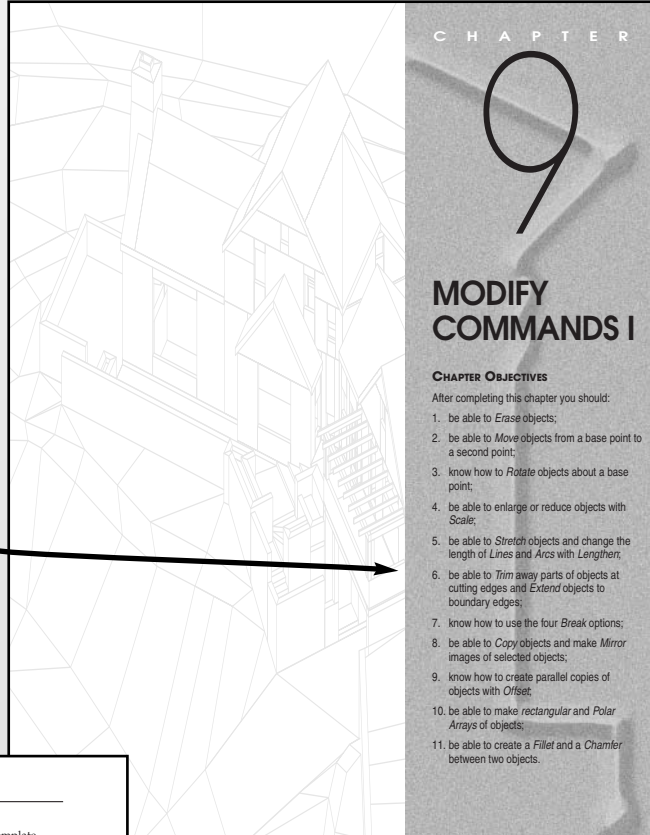 CHAPTER
9
MODIFY
COMMANDS I
CHAPTER OBJECTIVES
After completing this chapter you should:
1. be able to Erase objects;
2. be able to Move objects from a base point to
a second point;
3. know how to Rotate objects about a base
point;
4. be able to enlarge or reduce objects with
Scale;
5. be able to Stretch objects and change the
length of Lines and Arcs with Lengthen;
6. be able to Trim away parts of objects at
cutting edges and Extend objects to
boundary edges;
7. know how to use the four Break options;
8. be able to Copy objects and make Mirror
images of selected objects;
9. know how to create parallel copies of
objects with Offset;
10. be able to make rectangular and Polar
Arrays of objects;
11. be able to create a Fillet and a Chamfer
between two objects.